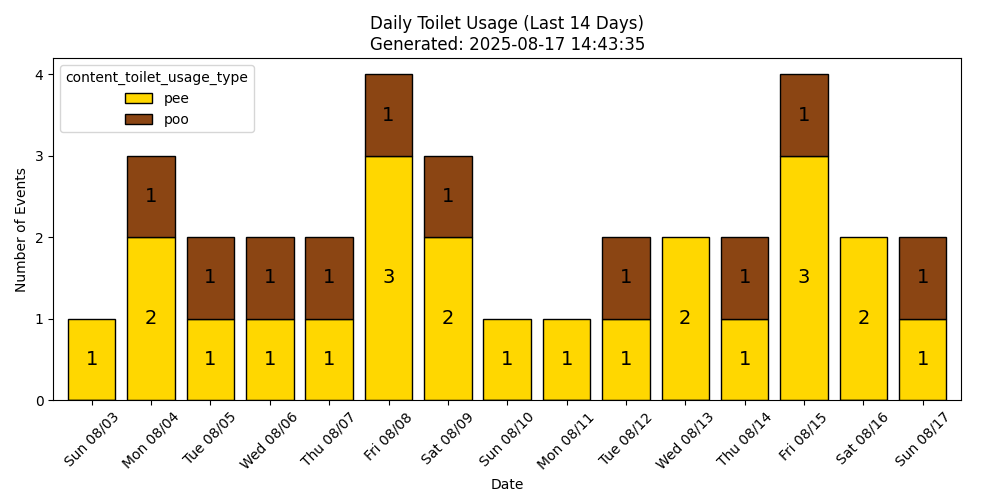 Daily Toilet Usage (Last 14 Days)
Generated: 2025-08-17 14:43:35
content_toilet_usage_type
pee
poo
Number of Events
4
3
2
1
0
1 1
1 1
1 1 1 1 1 1
3 3
2 2 2 2
1 1 1 1 1 1 1 1 1
Sun 08/03 Mon 08/04 Tue 08/05 Wed 08/06 Thu 08/07 Fri 08/08 Sat 08/09 Sun 08/10 Mon 08/11 Tue 08/12 Wed 08/13 Thu 08/14 Fri 08/15 Sat 08/16 Sun 08/17
Date